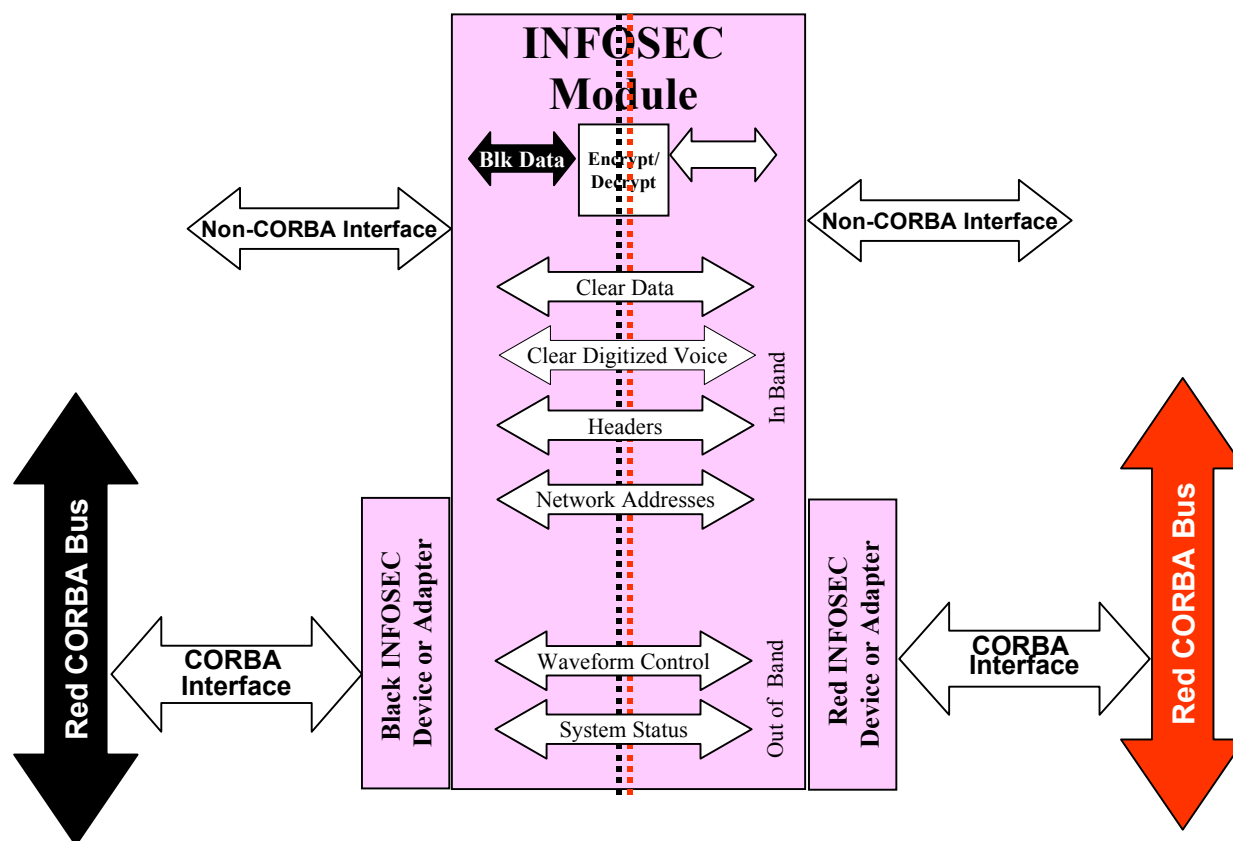 INFOSEC
Module
Blk Data
Encrypt/
Decrypt
Non-CORBA Interface
Non-CORBA Interface
Clear Data
Clear Digitized Voice
Headers
Network Addresses
In Band
Red CORBA Bus
CORBA
Interface
Black INFOSEC
Device or Adapter
Waveform Control
System Status
Out of Band
Red INFOSEC
Device or Adapter
CORBA
Interface
Red CORBA Bus